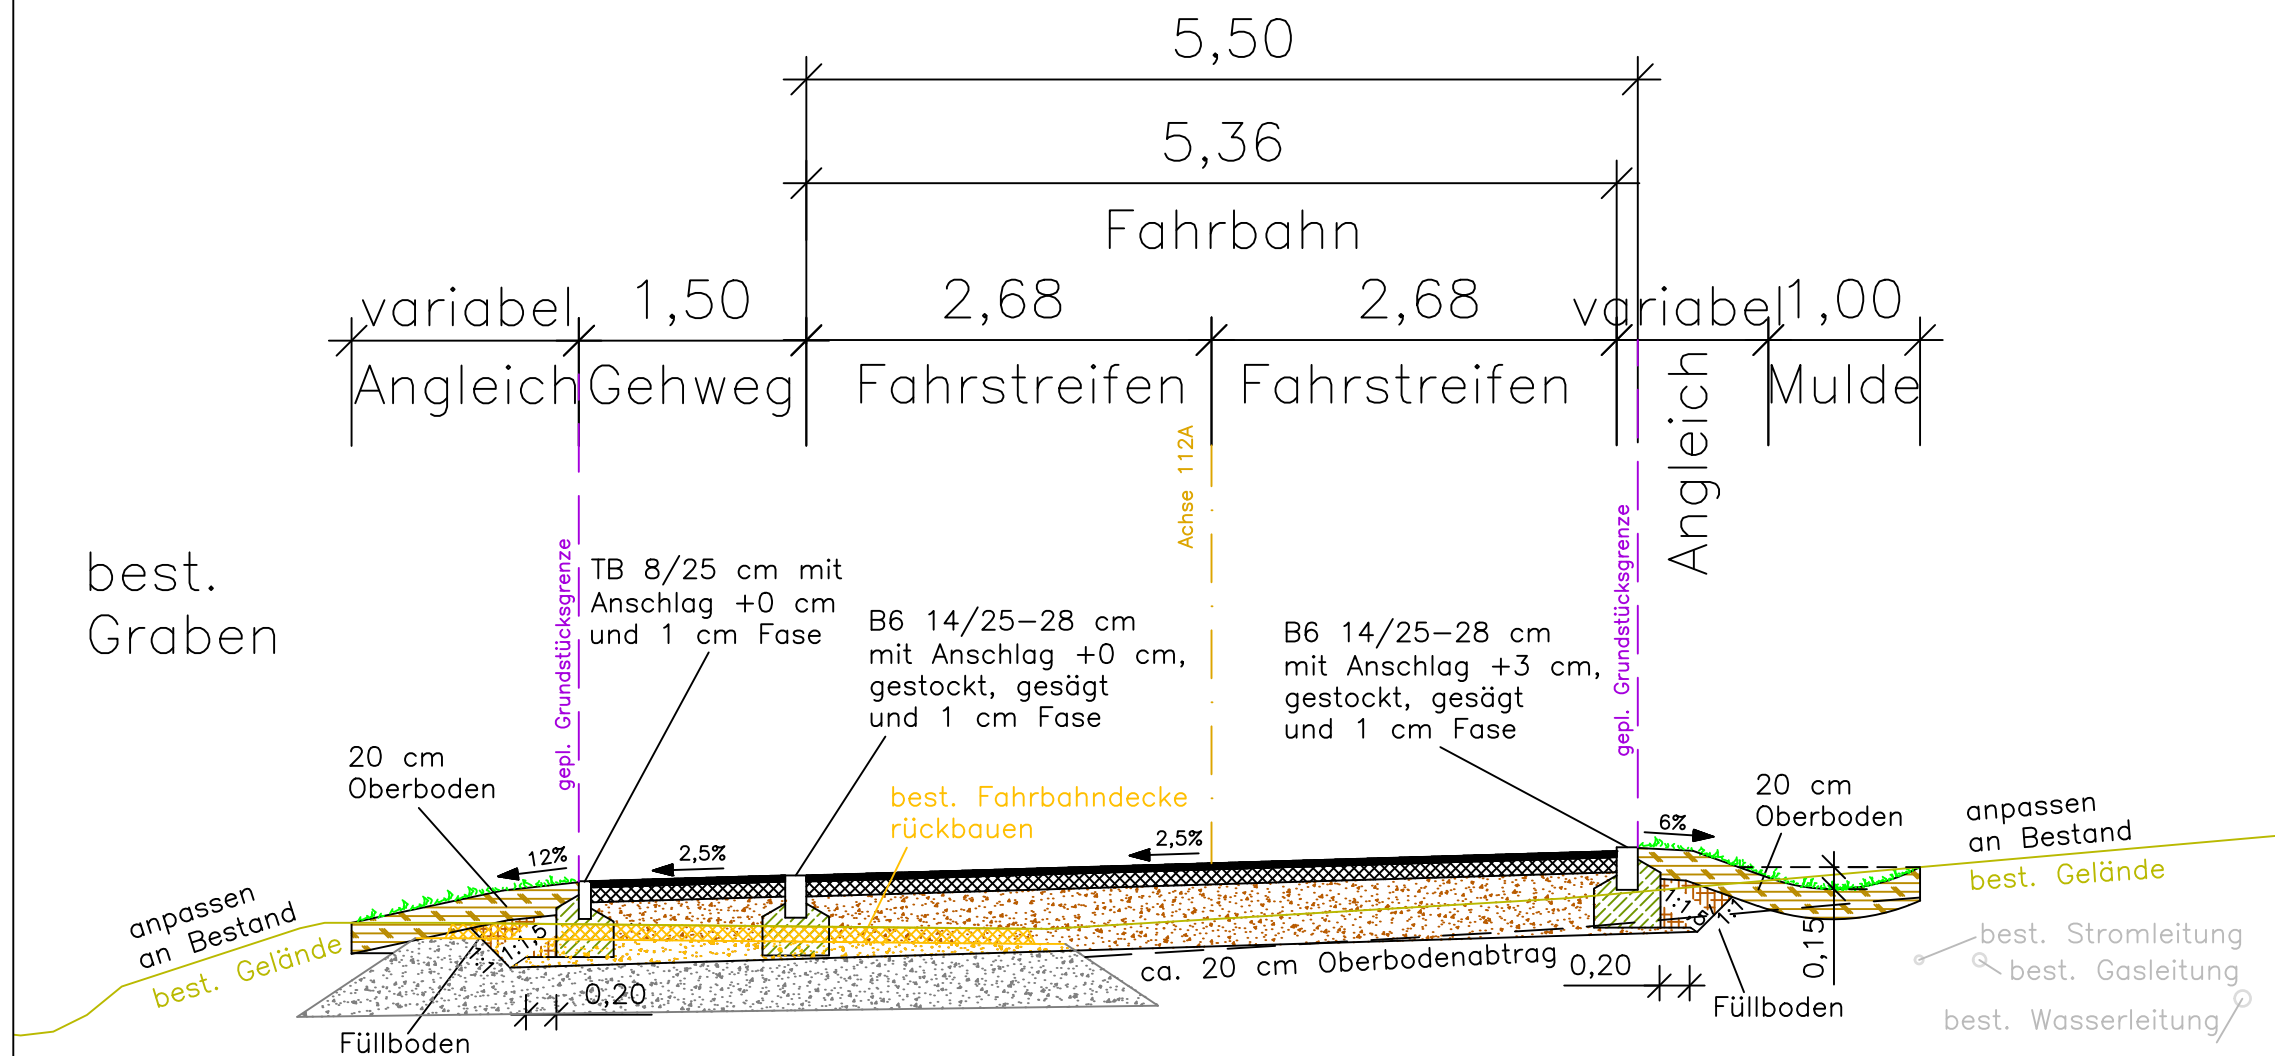 5,50
5,36
Fahrbahn
variabel
1,50
2,68
2,68
variabel
1,00
Angleich
Gehweg
Fahrstreifen
Fahrstreifen
Angleich
Mulde
Achse 112A
gepl. Grundstücksgrenze
gepl. Grundstücksgrenze
best.
Graben
TB 8/25 cm mit
Anschlag +0 cm
und 1 cm Fase
B6 14/25-28 cm
mit Anschlag +0 cm,
gestockt, gesägt
und 1 cm Fase
B6 14/25-28 cm
mit Anschlag +3 cm,
gestockt, gesägt
und 1 cm Fase
20 cm
Oberboden
best. Fahrbahndecke
rückbauen
20 cm
Oberboden
anpassen
an Bestand
best. Gelände
12%
2,5%
2,5%
6%
anpassen
an Bestand
best. Gelände
1:1,5
ca. 20 cm Oberbodenabtrag
0,20
0,20
0,15
Füllboden
Füllboden
best. Stromleitung
best. Gasleitung
best. Wasserleitung